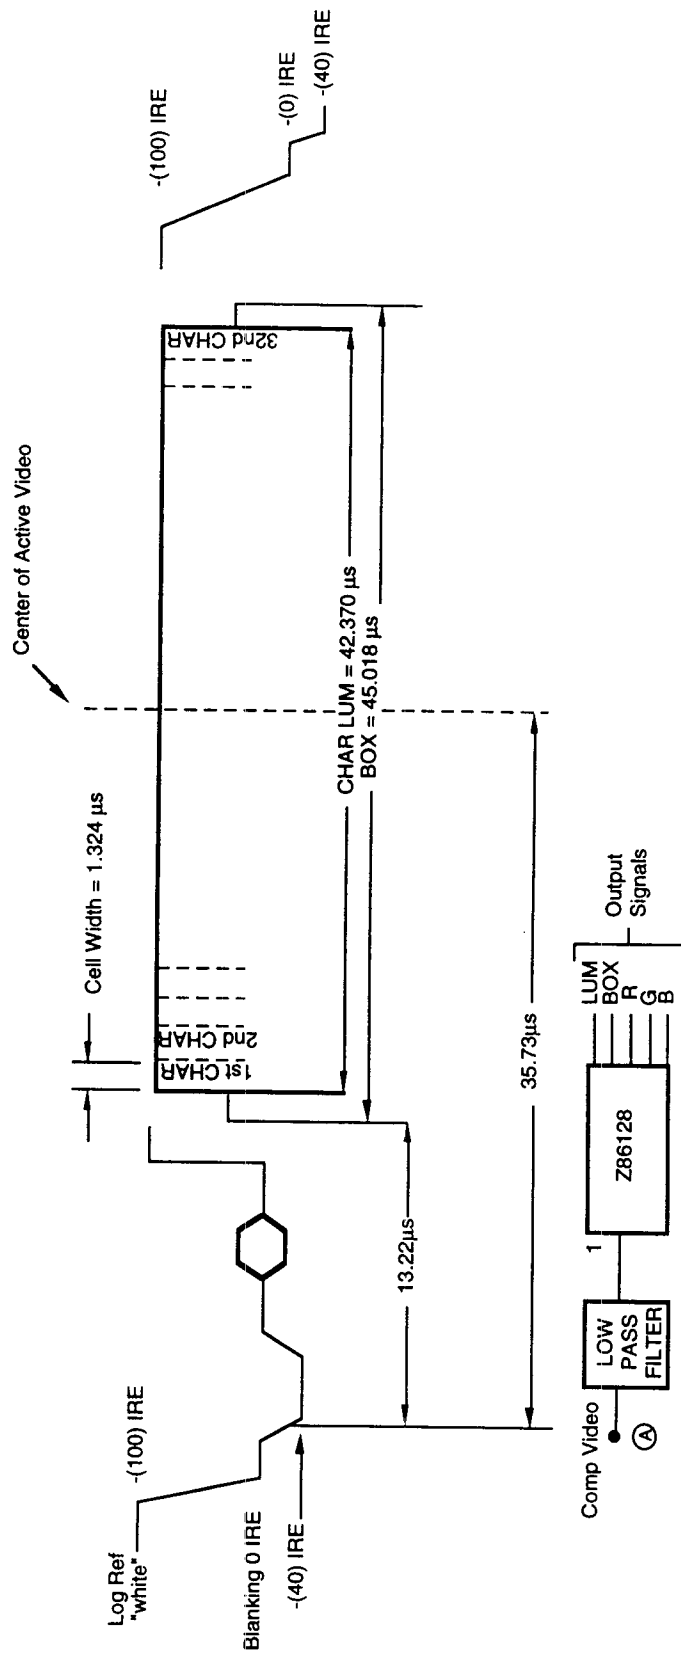 Center of Active Video
Log Ref
"white"
-(100) IRE
Blanking 0 IRE
-(40) IRE
Cell Width = 1.324 µs
1st CHAR
2nd CHAR
32nd CHAR
-(100) IRE
-(0) IRE
-(40) IRE
CHAR LUM = 42.370 µs
BOX = 45.018 µs
13.22µs
35.73µs
Comp Video
A
LOW
PASS
FILTER
1
Z86128
LUM
BOX
R
G
B
Output
Signals